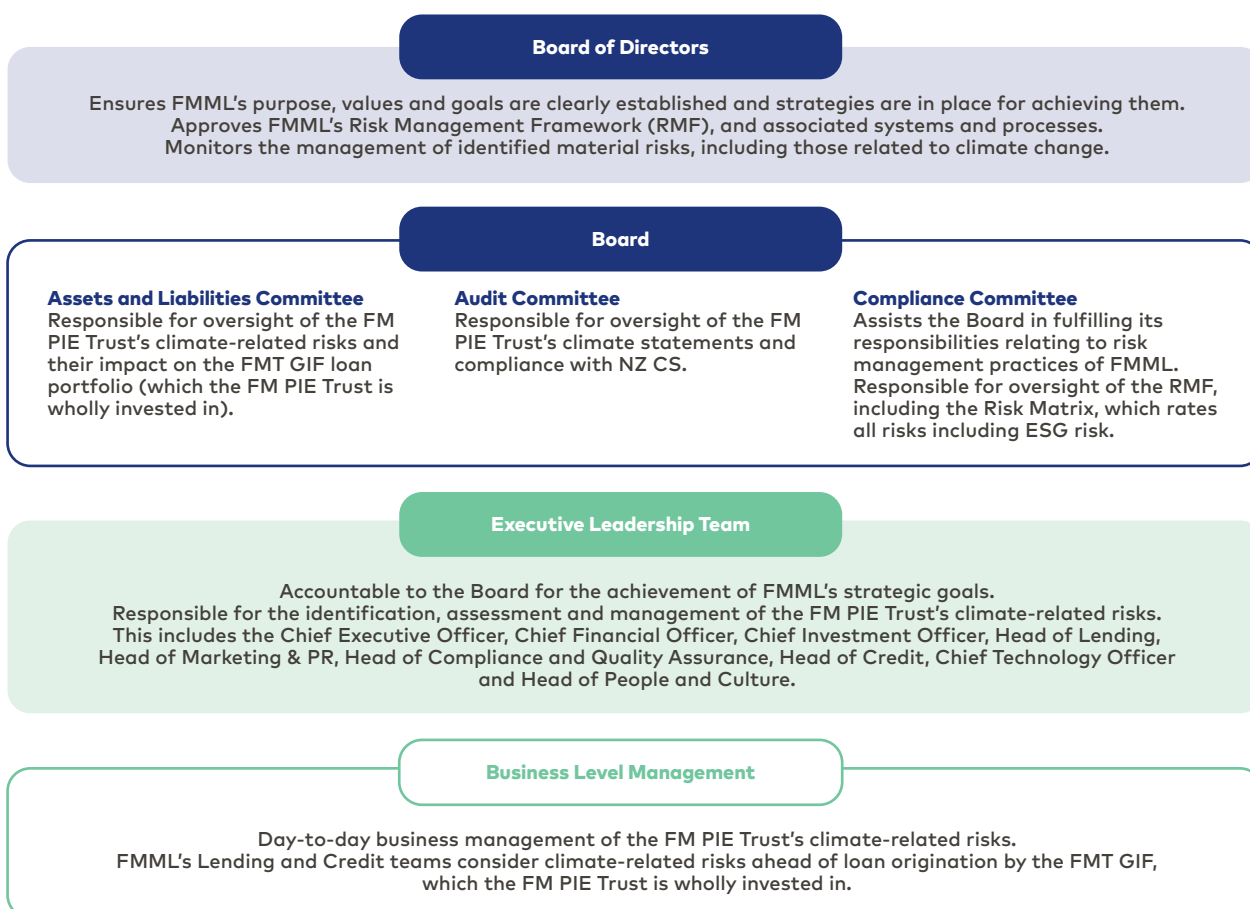 Board of Directors
Ensures FMML's purpose, values and goals are clearly established and strategies are in place for achieving them.
Approves FMML's Risk Management Framework (RMF), and associated systems and processes.
Monitors the management of identified material risks, including those related to climate change.
Board
Assets and Liabilities Committee
Responsible for oversight of the FM
PIE Trust's climate-related risks and
their impact on the FMT GIF loan
portfolio (which the FM PIE Trust is
wholly invested in).
Audit Committee
Responsible for oversight of the FM
PIE Trust's climate statements and
compliance with NZ CS.
Compliance Committee
Assists the Board in fulfilling its
responsibilities relating to risk
management practices of FMML.
Responsible for oversight of the RMF,
including the Risk Matrix, which rates
all risks including ESG risk.
Executive Leadership Team
Accountable to the Board for the achievement of FMML's strategic goals.
Responsible for the identification, assessment and management of the FM PIE Trust's climate-related risks.
This includes the Chief Executive Officer, Chief Financial Officer, Chief Investment Officer, Head of Lending,
Head of Marketing & PR, Head of Compliance and Quality Assurance, Head of Credit, Chief Technology Officer
and Head of People and Culture.
Business Level Management
Day-to-day business management of the FM PIE Trust's climate-related risks.
FMML's Lending and Credit teams consider climate-related risks ahead of loan origination by the FMT GIF,
which the FM PIE Trust is wholly invested in.